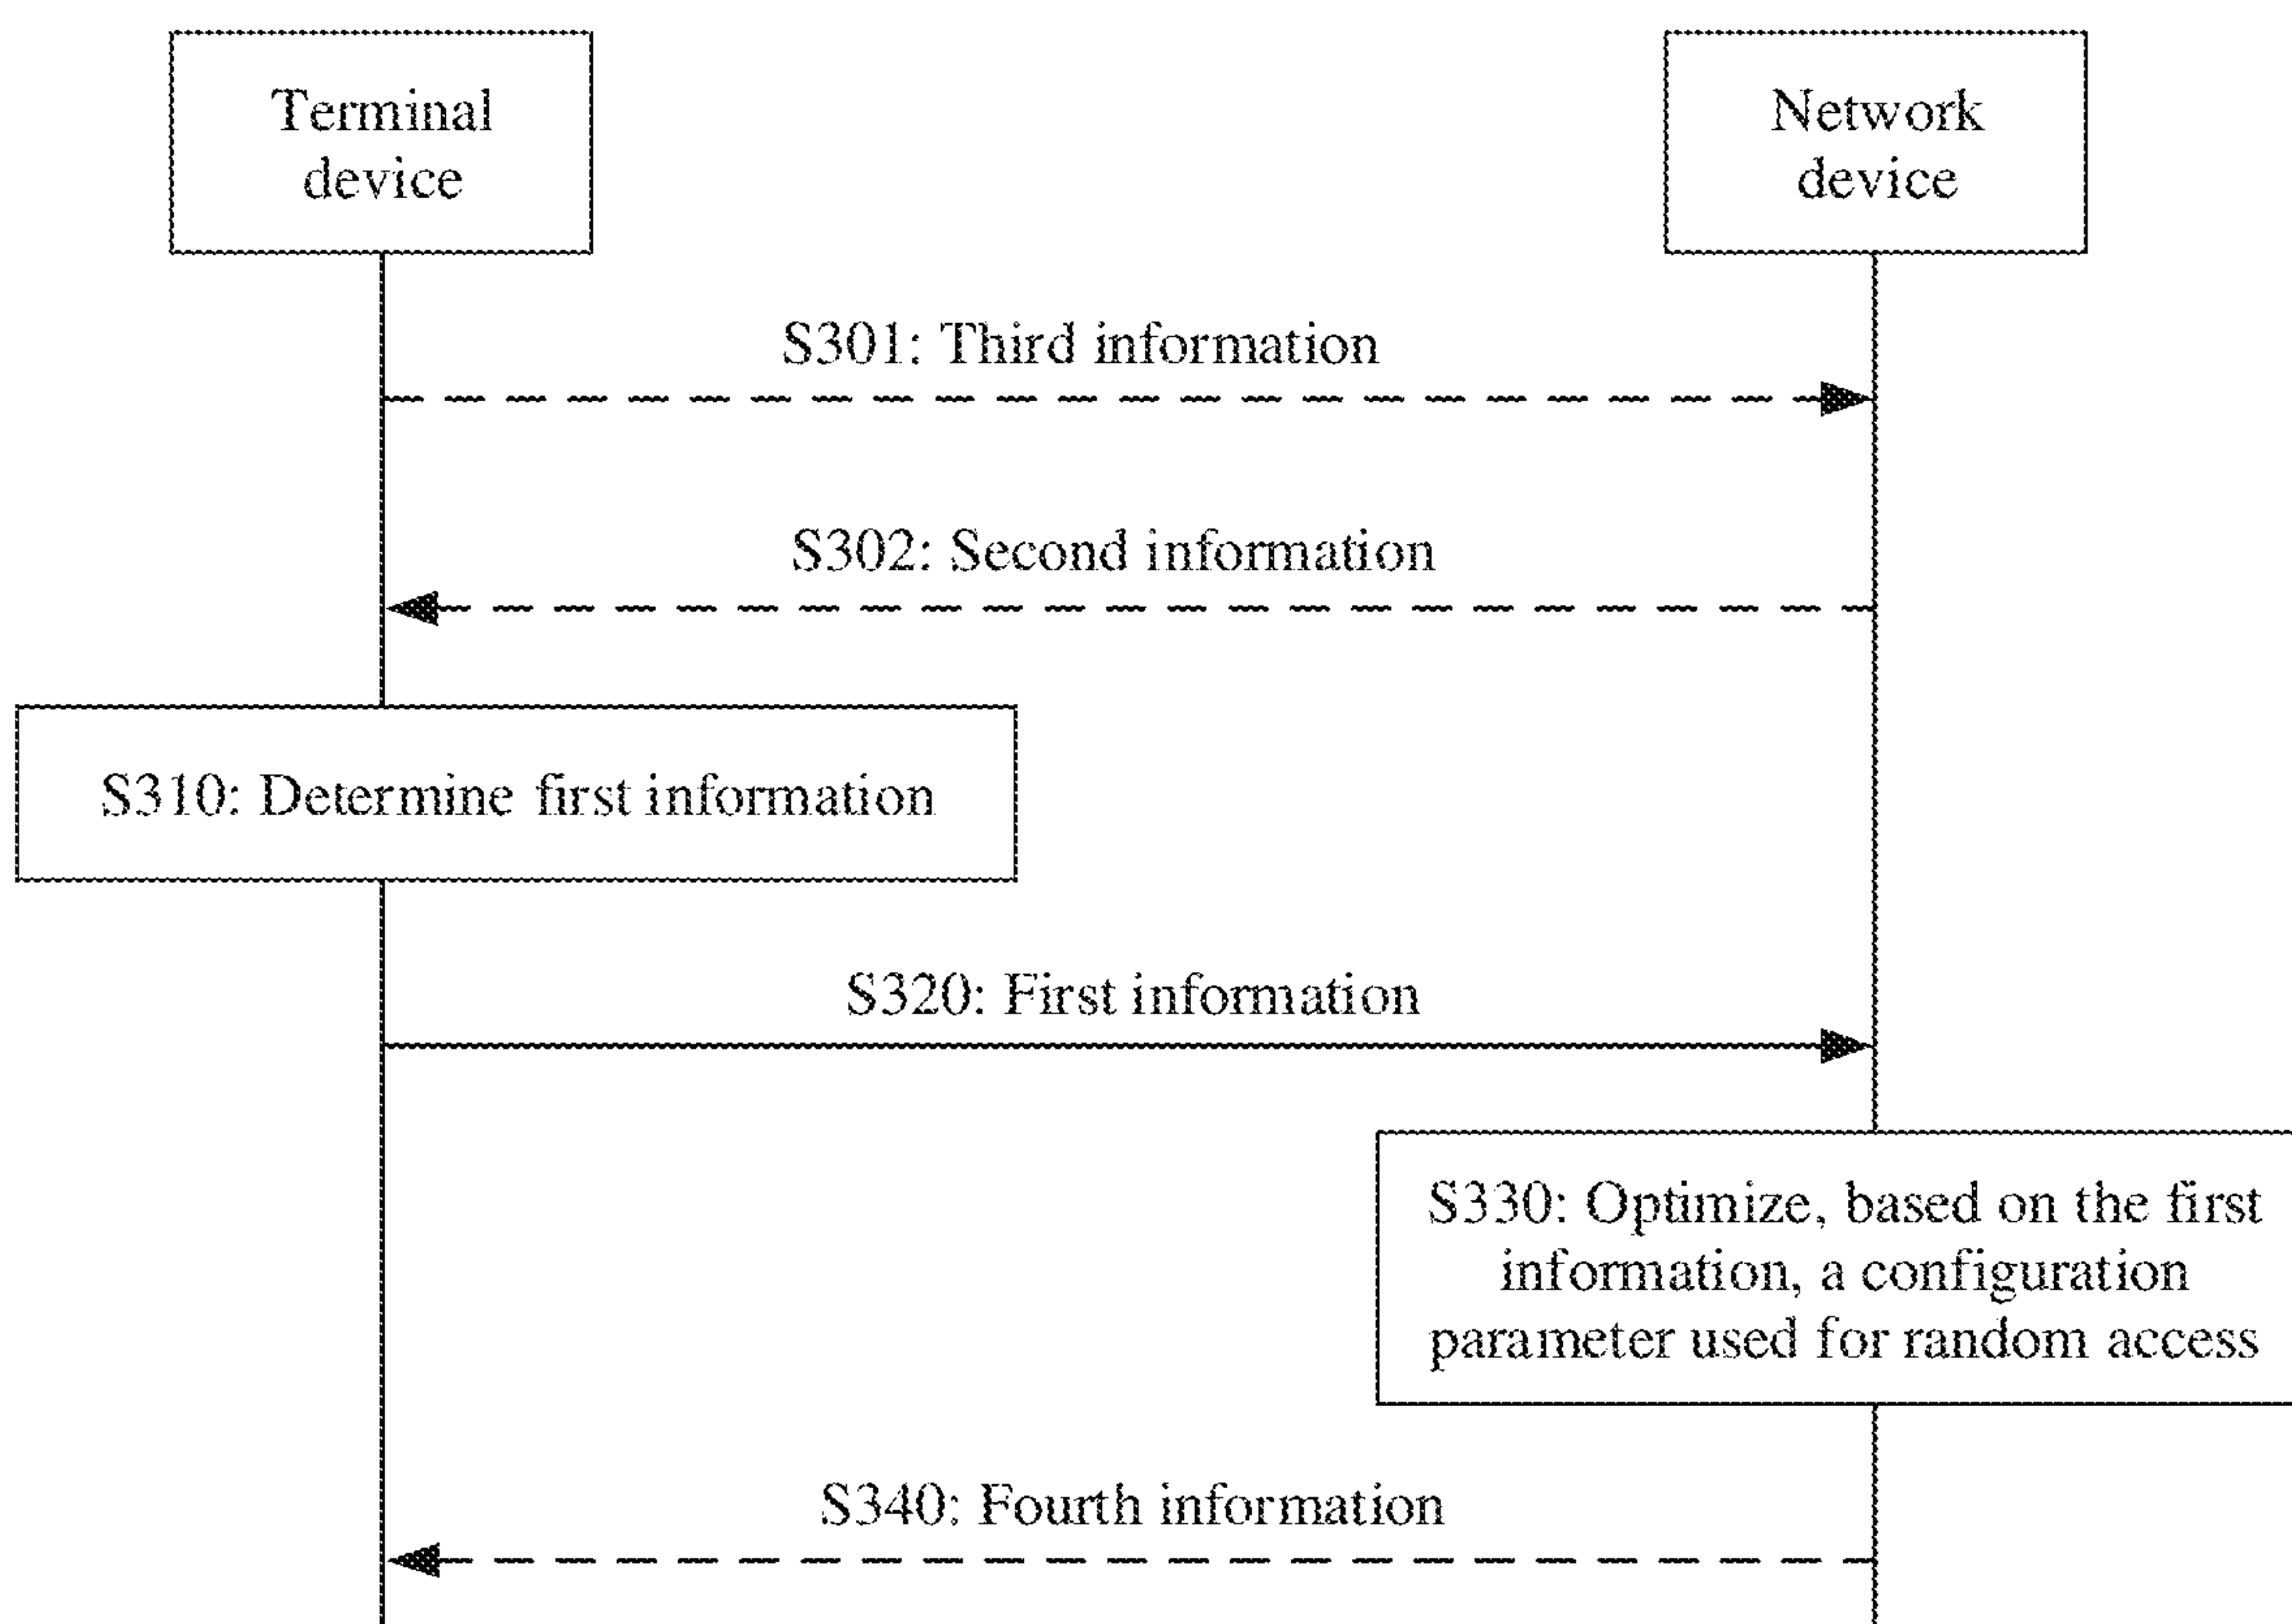 Terminal
device
Network
device
S301: Third information
S302: Second information
S310: Determine first information
S320: First information
S330: Optimize, based on the first
information, a configuration
parameter used for random access
S340: Fourth information